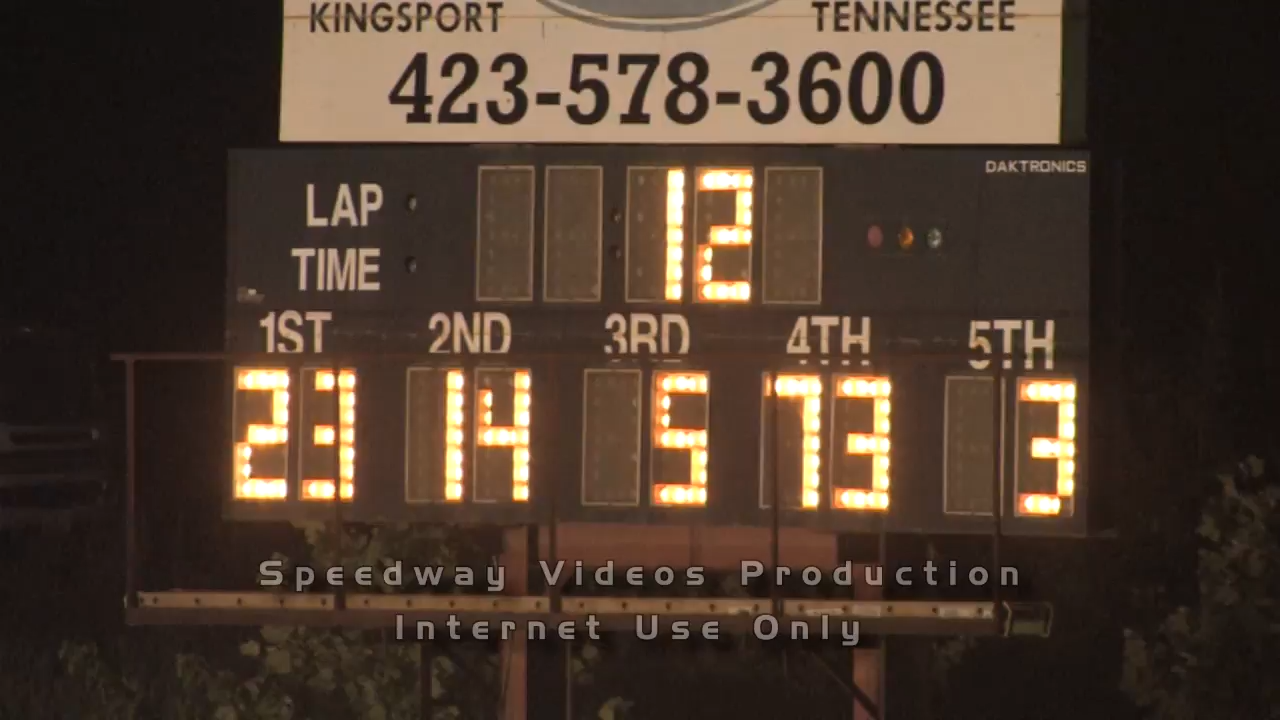 KINGSPORT TENNESSEE
423-578-3600
DAKTRONICS
LAP 12
TIME
1ST 2ND 3RD 4TH 5TH
23 14 5 73 3
Speedway Videos Production
Internet Use Only